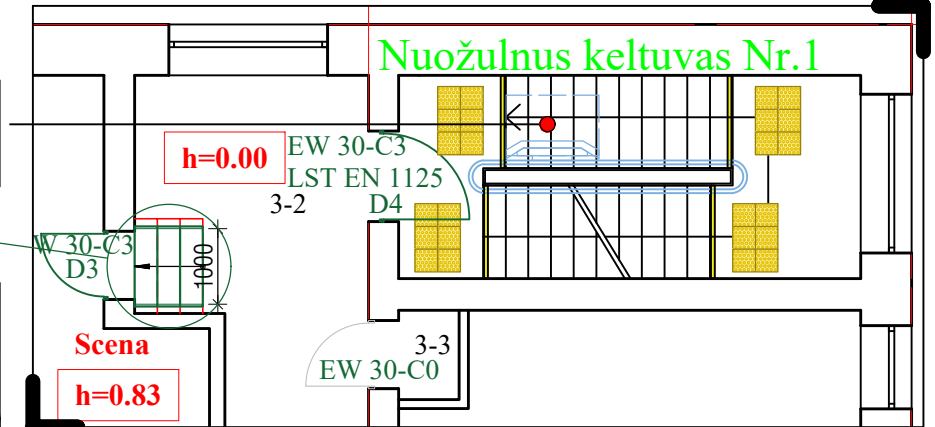 Nuožulnus keltuvas Nr.1
h=0.00
EW 30-C3
LST EN 1125
D4
3-2
W 30-C3
D3
1000
Scena
h=0.83
3-3
EW 30-C0